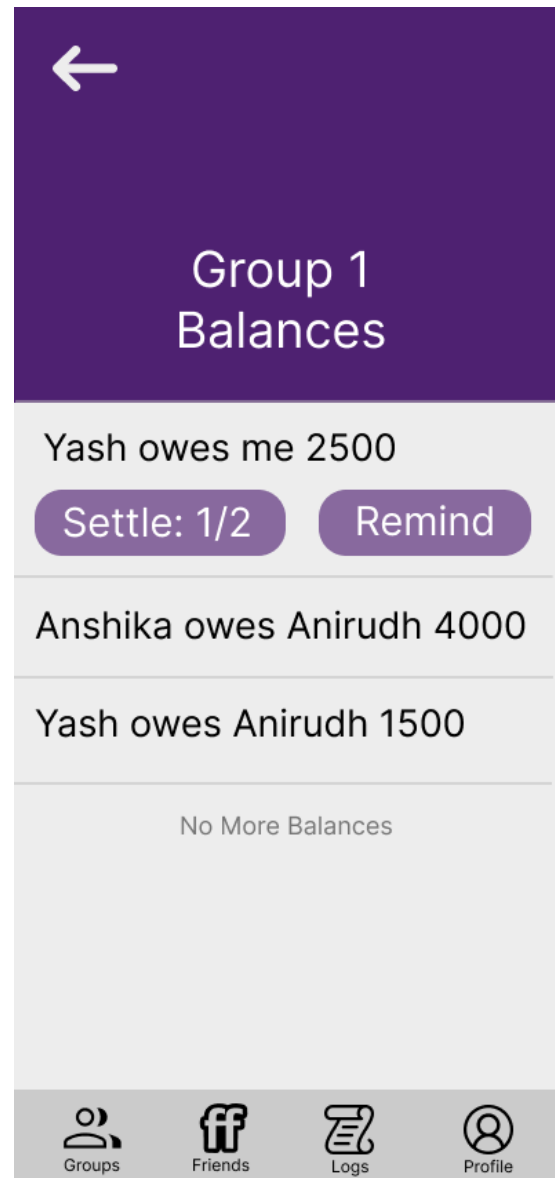 Group 1
Balances
Yash owes me 2500
Settle: 1/2 Remind
Anshika owes Anirudh 4000
Yash owes Anirudh 1500
No More Balances
ff
Groups Friends Logs Profile